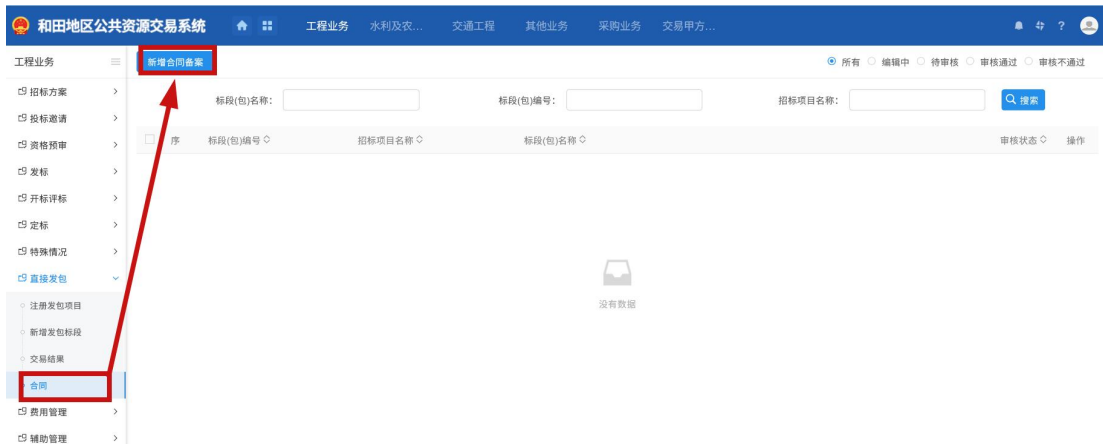 和田地区公共资源交易系统 工程业务 水利及农... 交通工程 其他业务 采购业务 交易甲方... ?
工程业务 新增合同备案 所有 编辑中 待审核 审核通过 审核不通过
招标方案
标段(包)名称: 标段(包)编号: 招标项目名称: 搜索
投标邀请
资格预审 序 标段(包)编号 招标项目名称 标段(包)名称 审核状态 操作
发标
开标评标
定标
特殊情况
直接发包
注册发包项目 没有数据
新增发包标段
交易结果
合同
费用管理
辅助管理